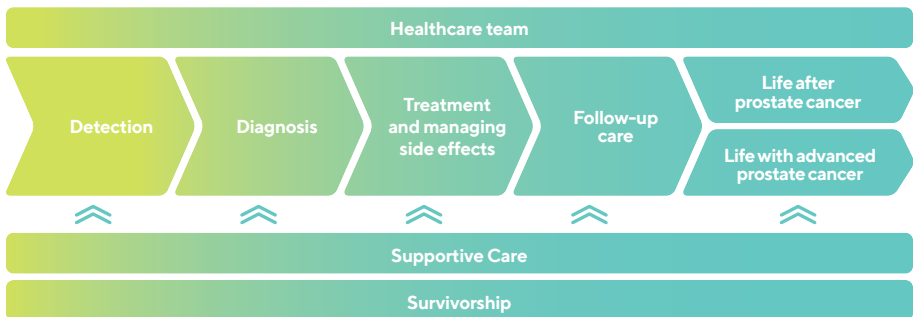 Healthcare team
Detection
Diagnosis
Treatment
and managing
side effects
Follow-up
care
Life after
prostate cancer
Life with advanced
prostate cancer
Supportive Care
Survivorship